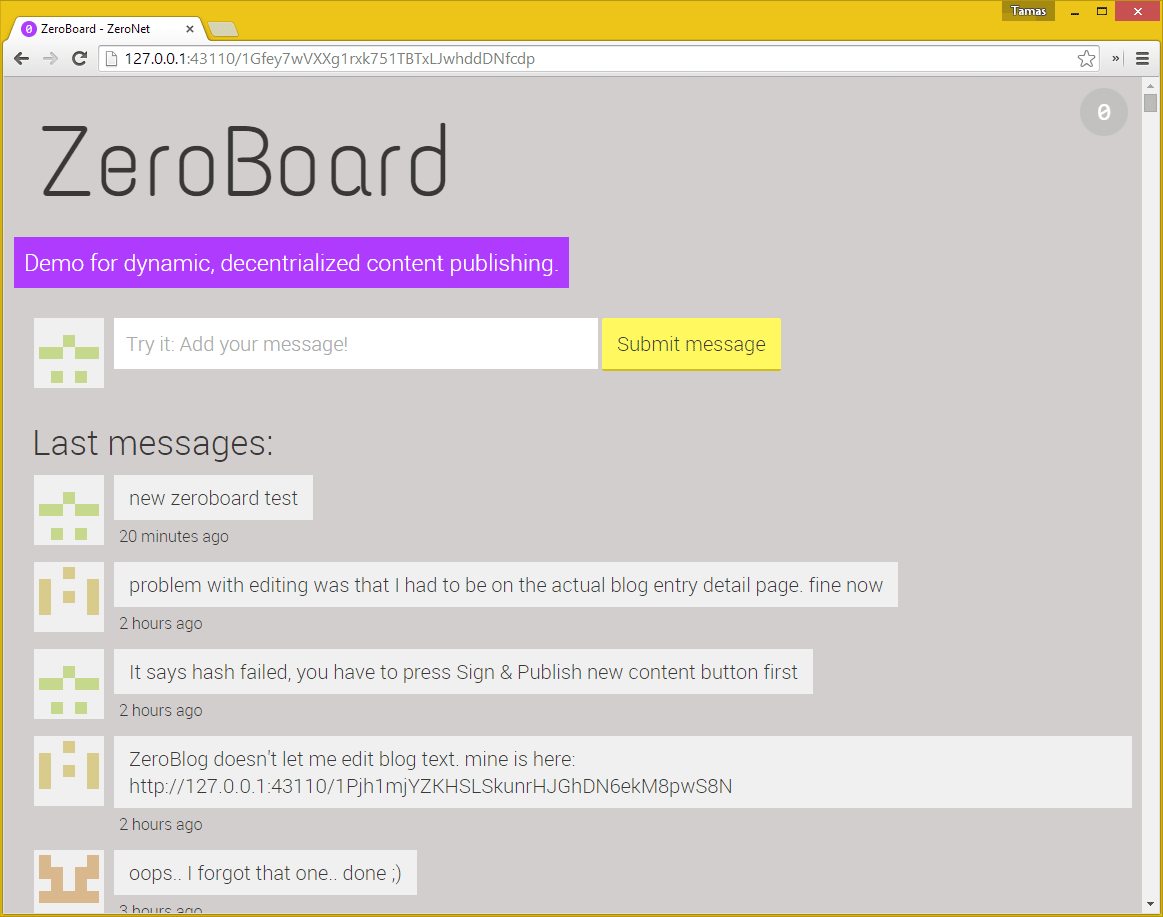 Tamas
ZeroBoard - ZeroNet
127.0.0.1:43110/1Gfey7wVXXg1rxk751TBTxLJwhddDNfcdp
0
ZeroBoard
Demo for dynamic, decentrialized content publishing.
Try it: Add your message!
Submit message
Last messages:
new zeroboard test
20 minutes ago
problem with editing was that I had to be on the actual blog entry detail page. fine now
2 hours ago
It says hash failed, you have to press Sign & Publish new content button first
2 hours ago
ZeroBlog doesn't let me edit blog text. mine is here:
http://127.0.0.1:43110/1Pjh1mjYZKHSLSkunrHJGhDN6ekM8pwS8N
2 hours ago
oops.. I forgot that one.. done ;)
3 hours ago